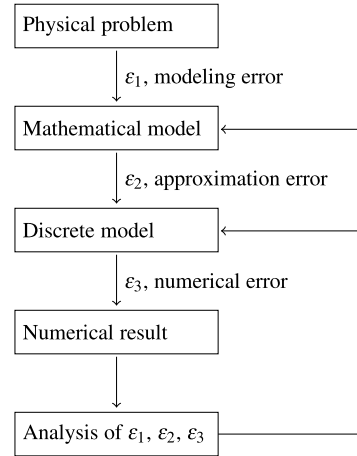 Physical problem
ε₁, modeling error
Mathematical model
ε₂, approximation error
Discrete model
ε₃, numerical error
Numerical result
Analysis of ε₁, ε₂, ε₃